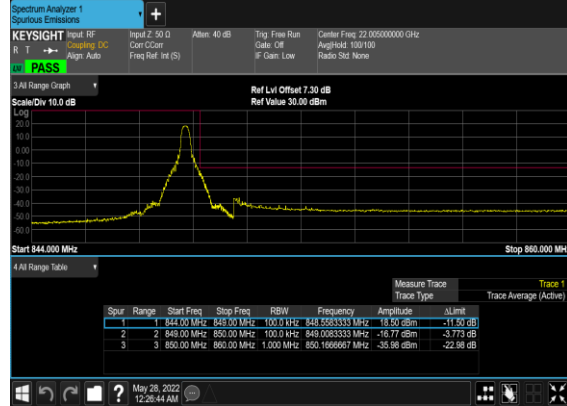 Spectrum Analyzer 1
Spurious Emissions
KEYSIGHT Input: RF
R T Coupling: DC
Align: Auto
Input Z: 50 Ω
Corr CCorr
Freq Ref: Int (S)
Atten: 40 dB
Trig: Free Run
Gate: Off
IF Gain: Low
Center Freq: 22.005000000 GHz
Avg|Hold: 100/100
Radio Std: None
PASS
3 All Range Graph
Ref Lvl Offset 7.30 dB
Scale/Div 10.0 dB
Ref Value 30.00 dBm
Log
20.0
10.0
0.00
-10.0
-20.0
-30.0
-40.0
-50.0
-60.0
Start 844.000 MHz
Stop 860.000 MH
4 All Range Table
Measure Trace Trace 1
Trace Type Trace Average (Active)
Spur Range Start Freq Stop Freq RBW Frequency Amplitude ΔLimit
1 1 844.00 MHz 849.00 MHz 100.0 kHz 848.5583333 MHz 18.50 dBm -11.50 dB
2 2 849.00 MHz 850.00 MHz 100.0 kHz 849.0083333 MHz -16.77 dBm -3.773 dB
3 3 850.00 MHz 860.00 MHz 1.000 MHz 850.1666667 MHz -35.98 dBm -22.98 dB
May 28, 2022
12:26:44 AM